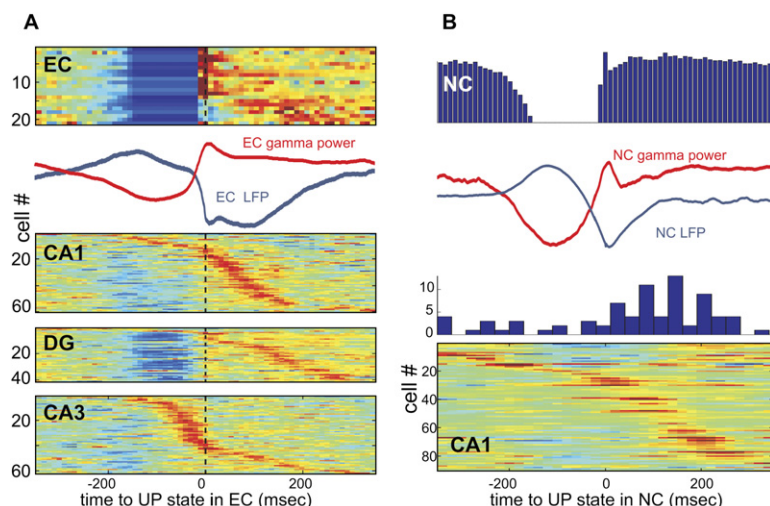 A
EC
10
20
EC gamma power
EC LFP
cell #
CA1
20
60
DG
20
40
CA3
20
60
-200 0 200
time to UP state in EC (msec)
B
NC
NC gamma power
NC LFP
10
5
0
cell #
20
40
60
80
CA1
-200 0 200
time to UP state in NC (msec)